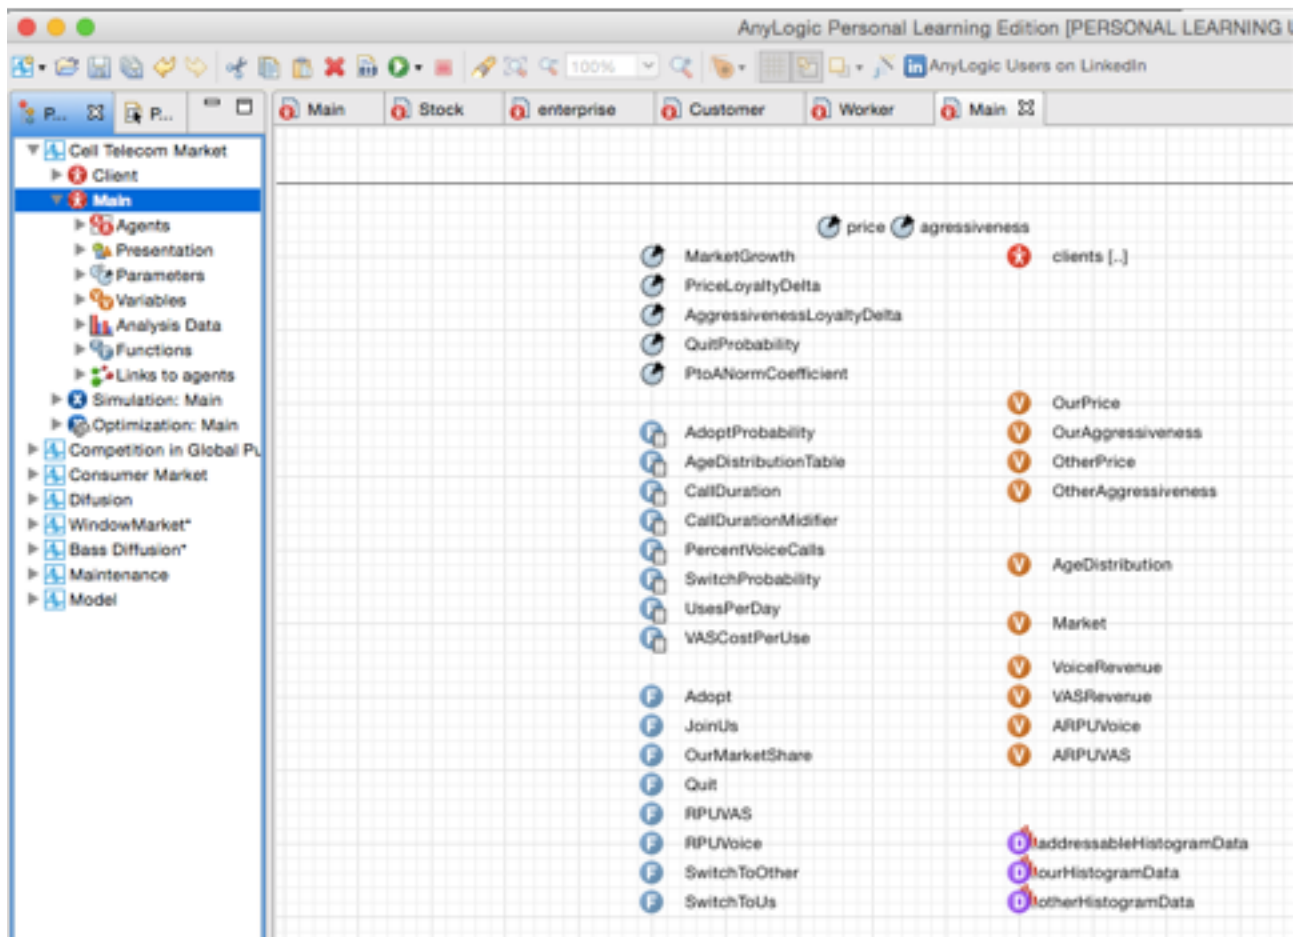 AnyLogic Personal Learning Edition [PERSONAL LEARNING U
100%
in AnyLogic Users on LinkedIn
P... P...
Main Stock enterprise Customer Worker Main
Cell Telecom Market
Client
Main
Agents
Presentation
Parameters
Variables
Analysis Data
Functions
Links to agents
Simulation: Main
Optimization: Main
Competition in Global Pu
Consumer Market
Difusion
WindowMarket*
Bass Diffusion*
Maintenance
Model
price agressiveness
MarketGrowth
PriceLoyaltyDelta
AggressivenessLoyaltyDelta
QuitProbability
PtoANormCoefficient
AdoptProbability
AgeDistributionTable
CallDuration
CallDurationMidifier
PercentVoiceCalls
SwitchProbability
UsesPerDay
VASCostPerUse
F Adopt
F JoinUs
F OurMarketShare
F Quit
F RPUVAS
F RPUVoice
F SwitchToOther
F SwitchToUs
clients [..]
V OurPrice
V OurAggressiveness
V OtherPrice
V OtherAggressiveness
V AgeDistribution
V Market
V VoiceRevenue
V VASRevenue
V ARPUVoice
V ARPUVAS
D addressableHistogramData
D ourHistogramData
D otherHistogramData